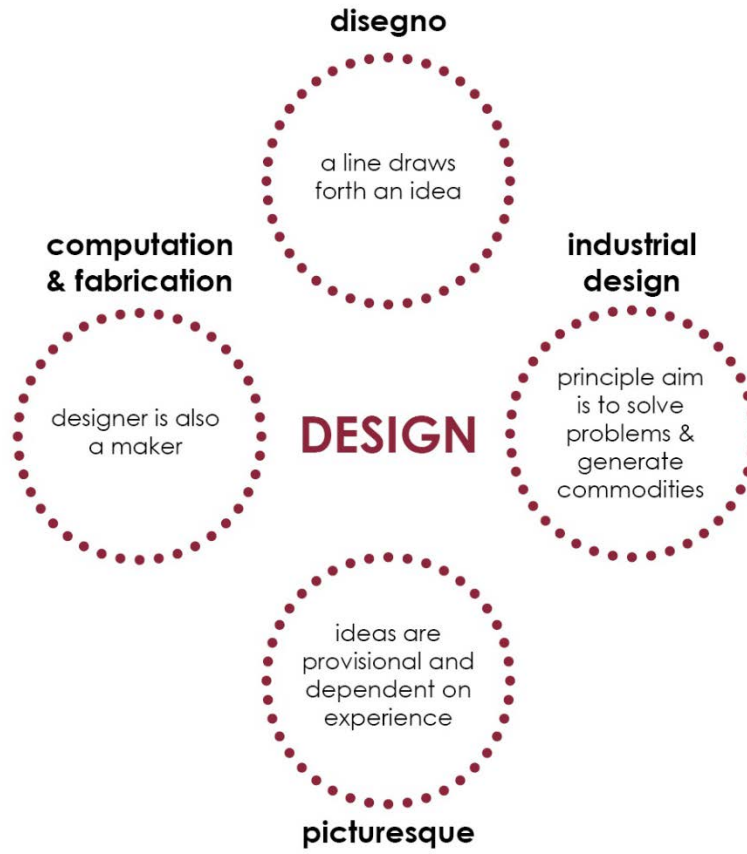 disegno
a line draws
forth an idea
computation
& fabrication
designer is also
a maker
DESIGN
industrial
design
principle aim
is to solve
problems &
generate
commodities
ideas are
provisional and
dependent on
experience
picturesque